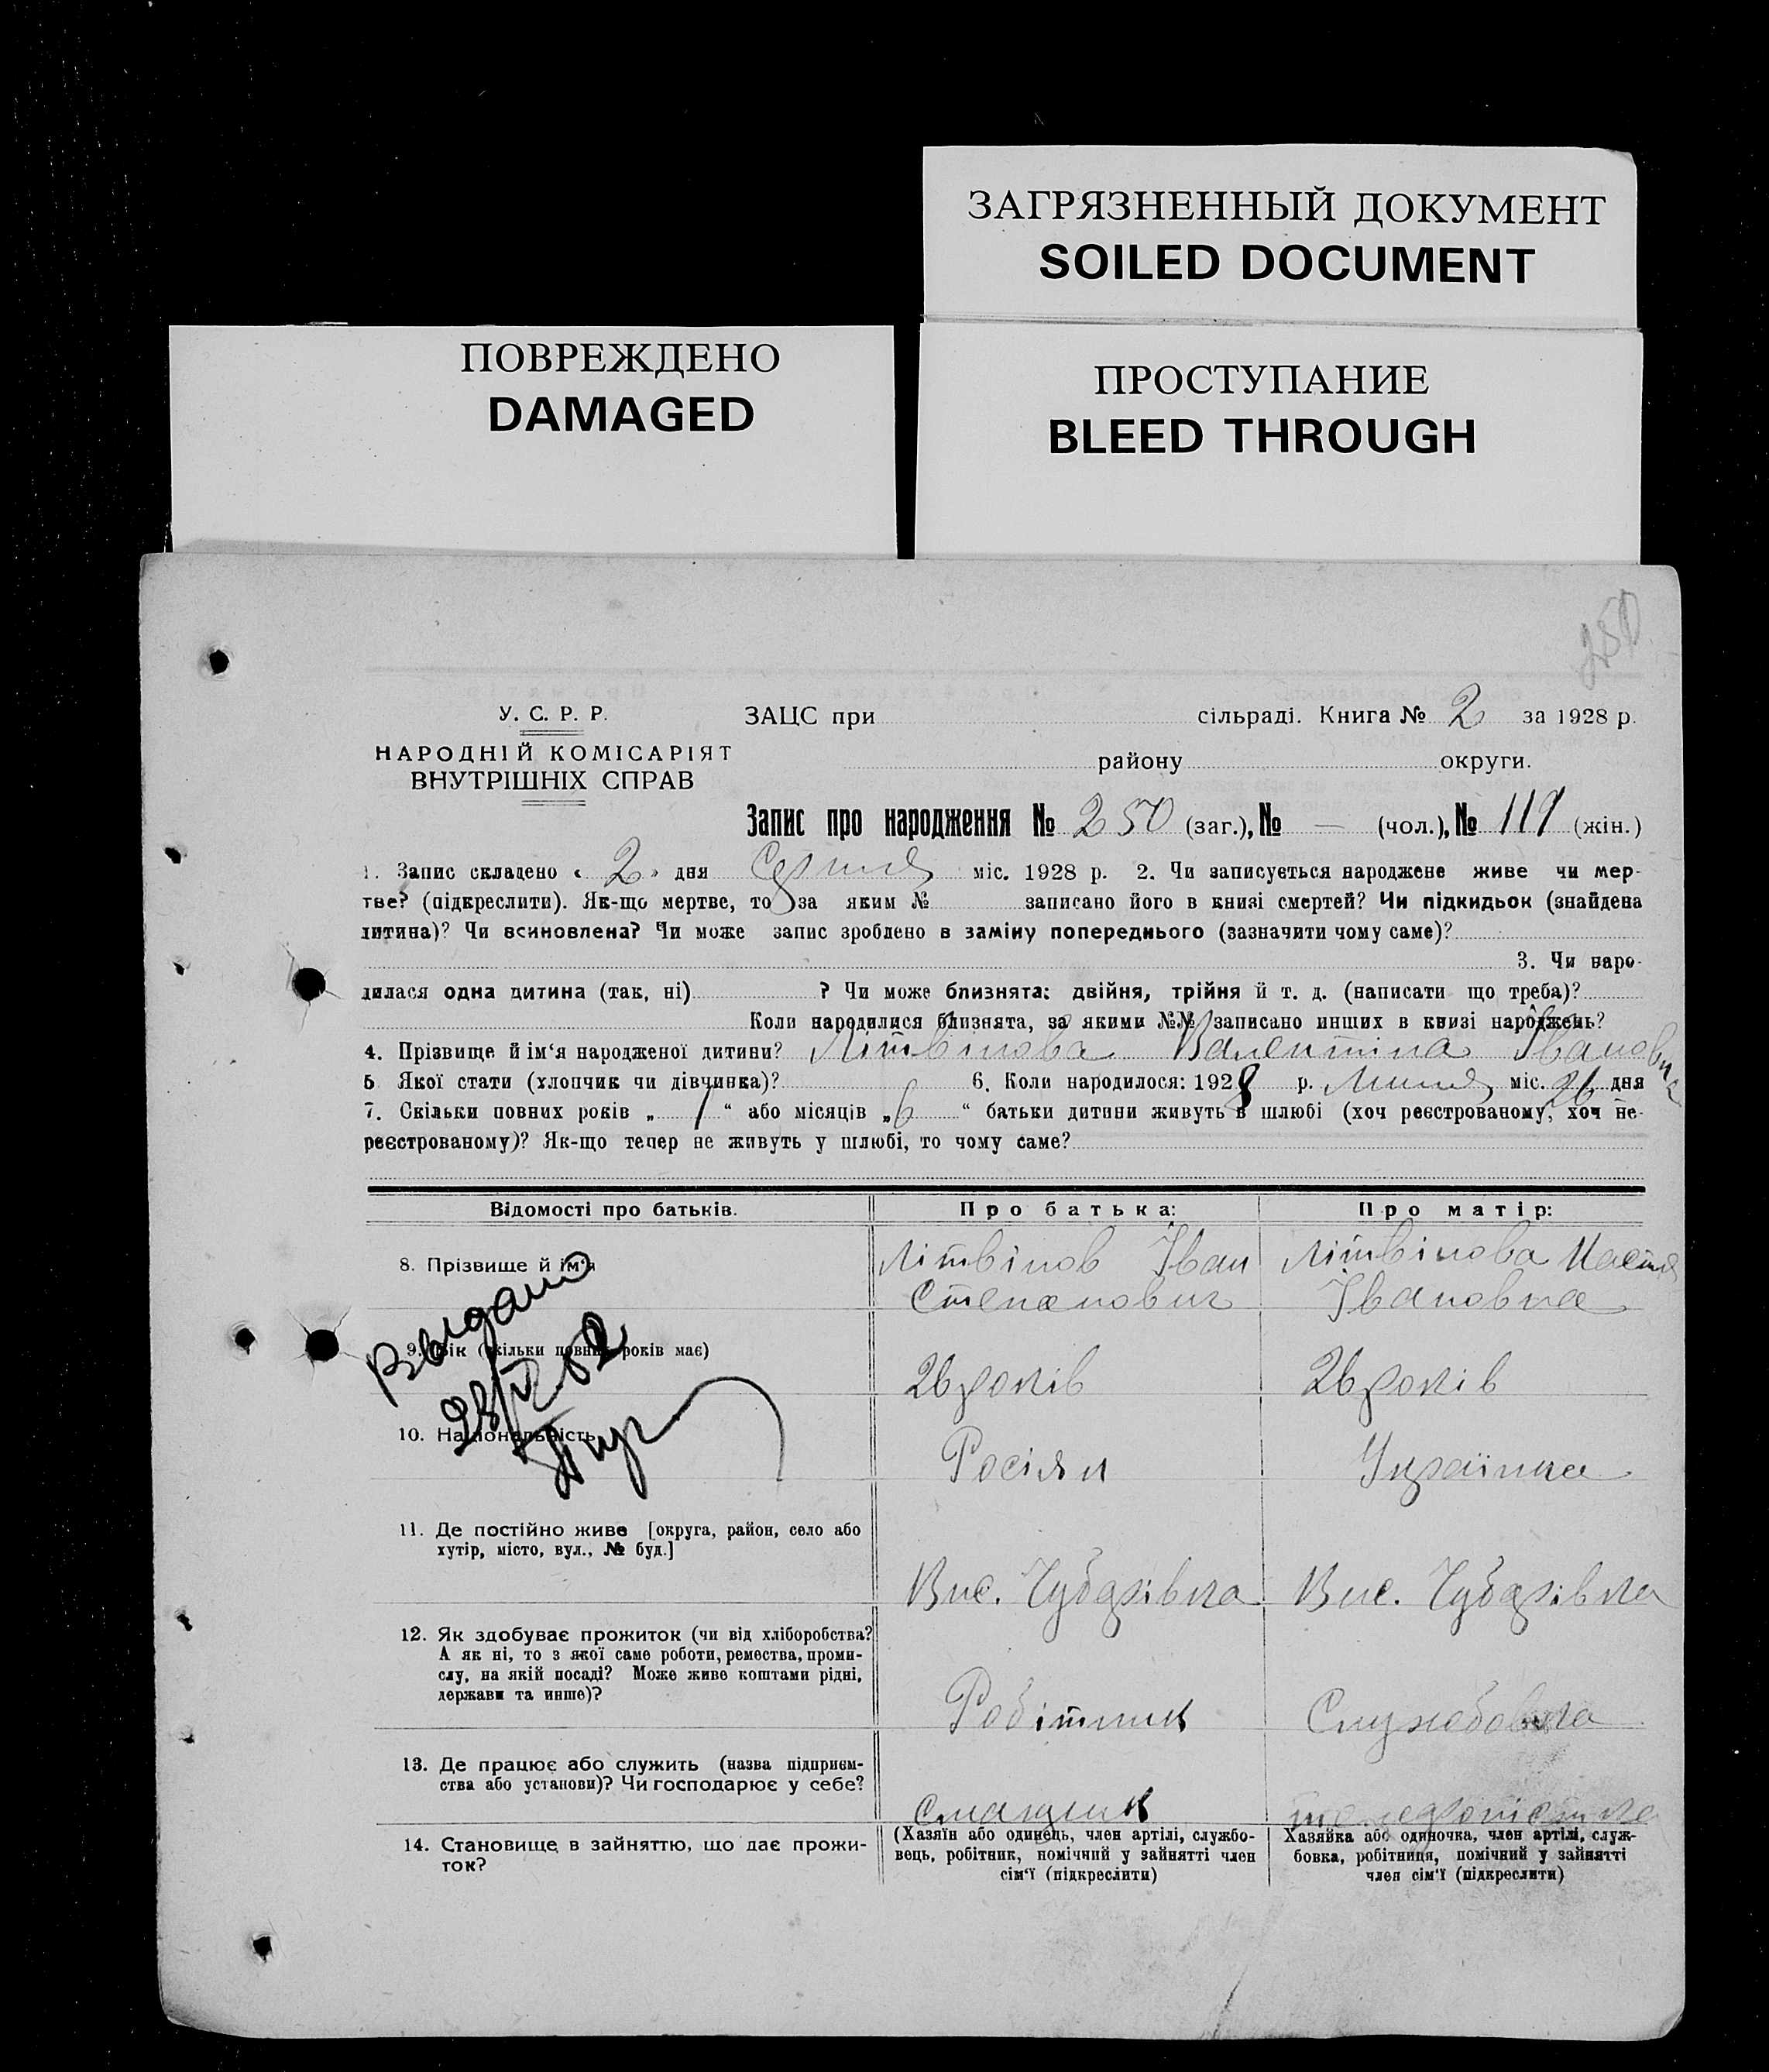 ЗАГРЯЗНЕННЫЙ ДОКУМЕНТ
SOILED DOCUMENT
ПОВРЕЖДЕНО
DAMAGED
ПРОСТУПАНИЕ
BLEED THROUGH
250
У. С. Р. Р.
НАРОДНІЙ КОМІСАРІЯТ
ВНУТРІШНІХ СПРАВ
ЗАЦС при сільраді. Книга № 2 за 1928 р.
району округи.
Запис про народження № 250 (заг.), № — (чол.), № 119 (жін.)
1. Запис складено « 2 » дня Серпня міс. 1928 р. 2. Чи записується народжене живе чи мер-
тве? (підкреслити). Як-що мертве, то за яким № записано його в книзі смертей? Чи підкидьок (знайдена
дитина)? Чи всиновлена? Чи може запис зроблено в заміну попереднього (зазначити чому саме)?
3. Чи наро-
дилася одна дитина (так, ні) ? Чи може близнята: двійня, трійня й т. д. (написати що треба)?
Коли народилися близнята, за якими №№ записано инших в книзі народжень?
4. Прізвище й ім‘я народженої дитини? Літвінова Валентина Івановна
5 Якої стати (хлопчик чи дівчинка)? 6. Коли народилося: 1928 р. Липня міс. 26 дня
7. Скільки повних років „ 1 “ або місяців „ 6 “ батьки дитини живуть в шлюбі (хоч реєстрованому, хоч не-
реєстрованому)? Як-що тепер не живуть у шлюбі, то чому саме?
Відомості про батьків. Про батька: Про матір:
8. Прізвище й ім‘я
Літвінов Іван
Степанович
Літвінова Настя
Івановна
Выдано
9. Вік (скільки повних років має)
26 років
26 років
10. Національність
Росіян
Українка
11. Де постійно живе [округа, район, село або
хутір, місто, вул., № буд.]
Вис. Чубарівка
Вис. Чубарівка
12. Як здобуває прожиток (чи від хліборобства?
А як ні, то з якої саме роботи, ремества, проми-
слу, на якій посаді? Може живе коштами рідні,
держави та инше)?
Робітник
Службовка
13. Де працює або служить (назва підприєм-
ства або установи)? Чи господарює у себе?
Смащик
телефоністка
14. Становище в зайняттю, що дає прожи-
ток?
(Хазяїн або одинець, член артілі, службо-
вець, робітник, помічний у зайнятті член
сім‘ї (підкреслити)
Хазяйка або одиночка, член артілі, служ-
бовка, робітниця, помічний у зайнятті
член сім‘ї (підкреслити)